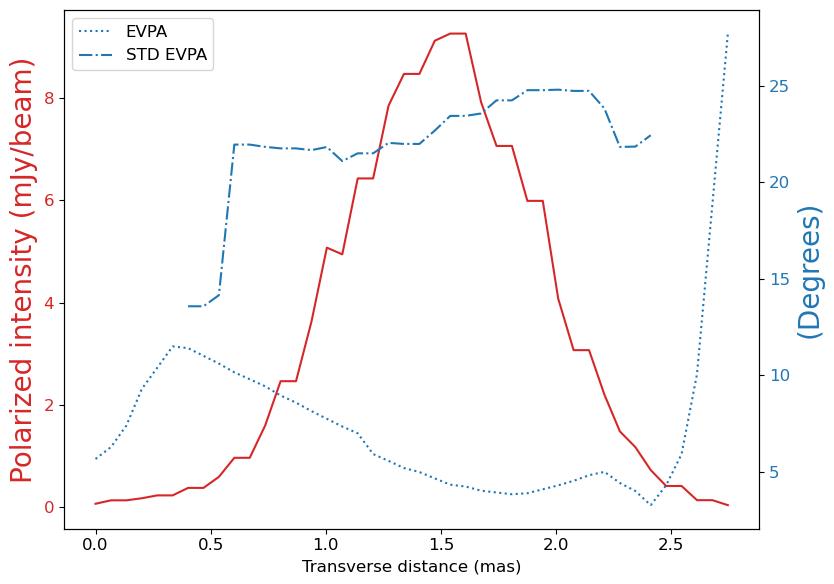 EVPA
STD EVPA
Polarized intensity (mJy/beam)
8
6
4
2
0
25
20
15
10
5
(Degrees)
0.0 0.5 1.0 1.5 2.0 2.5
Transverse distance (mas)